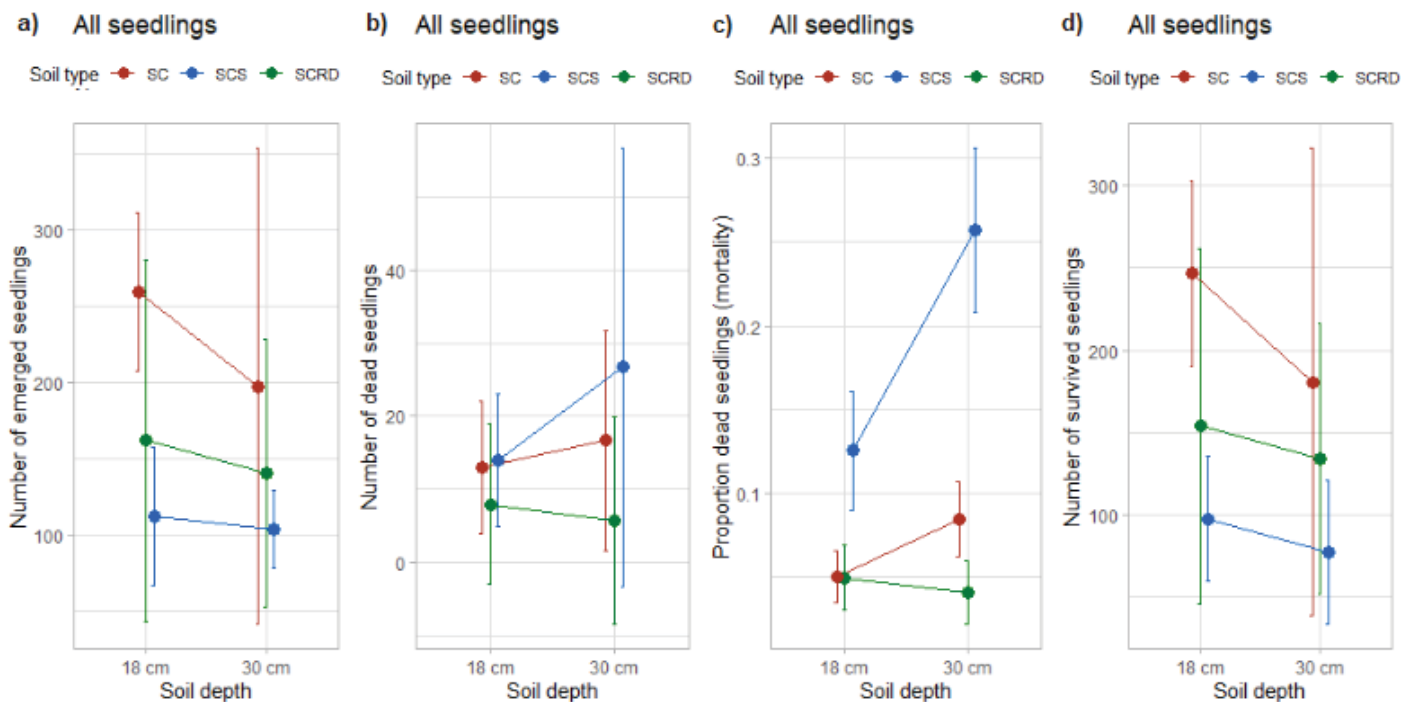 a) All seedlings
Soil type SC SCS SCRD
Number of emerged seedlings
300
200
100
18 cm 30 cm
Soil depth
b) All seedlings
Soil type SC SCS SCRD
Number of dead seedlings
40
20
0
18 cm 30 cm
Soil depth
c) All seedlings
Soil type SC SCS SCRD
Proportion dead seedlings (mortality)
0.3
0.2
0.1
18 cm 30 cm
Soil depth
d) All seedlings
Soil type SC SCS SCRD
Number of survived seedlings
300
200
100
18 cm 30 cm
Soil depth